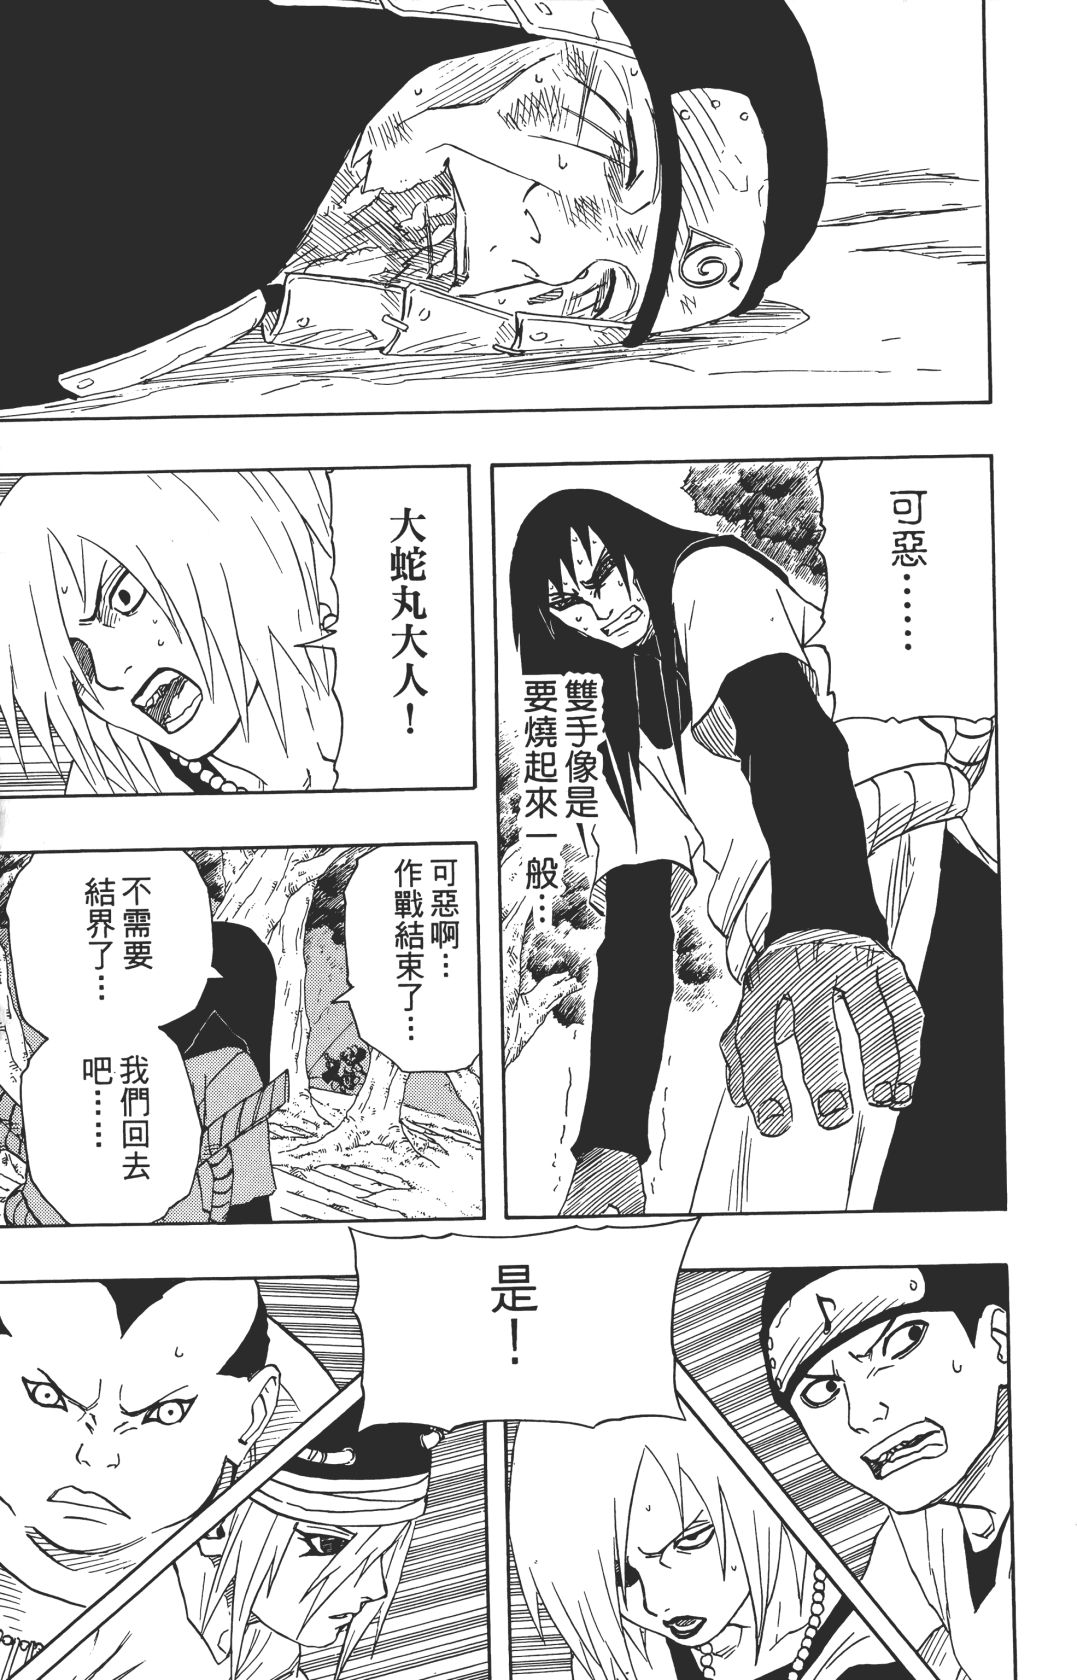 可惡……
雙手像是
要燒起來一般…
大蛇丸大人！
可惡啊…
作戰結束了…
不需要
結界了…
我們回去
吧……
是！